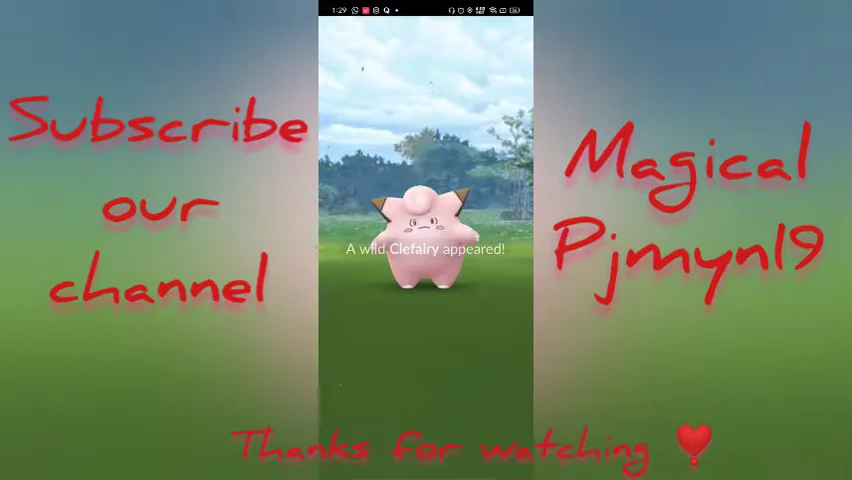 1:29
Subscribe
our
channel
Magical
Pjmyn19
A wild Clefairy appeared!
Thanks for watching